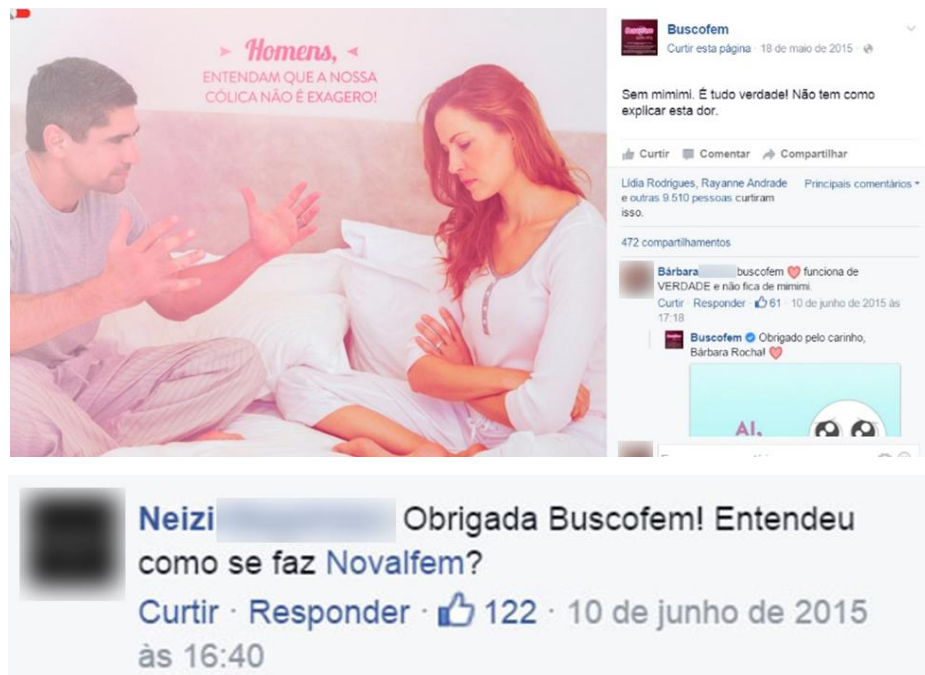 Homens,
ENTENDAM QUE A NOSSA
CÓLICA NÃO É EXAGERO!
Buscofem
Curtir esta página · 18 de maio de 2015 ·
Sem mimimi. É tudo verdade! Não tem como
explicar esta dor.
Curtir Comentar Compartilhar
Lídia Rodrigues, Rayanne Andrade
e outras 9.510 pessoas curtiram
isso.
Principais comentários
472 compartilhamentos
Bárbara buscofem ❤ funciona de
VERDADE e não fica de mimimi.
Curtir · Responder · 61 · 10 de junho de 2015 às
17:18
Buscofem Obrigado pelo carinho,
Bárbara Rocha! ❤
AI,
Neizi Obrigada Buscofem! Entendeu
como se faz Novalfem?
Curtir · Responder · 122 · 10 de junho de 2015
às 16:40